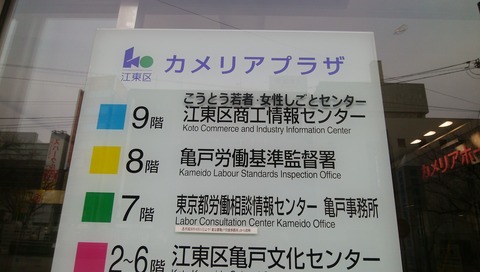 江東区
カメリアプラザ
こうとう若者・女性しごとセンター
9階 江東区商工情報センター
Koto Commerce and Industry Information Center
8階 亀戸労働基準監督署
Kameido Labour Standards Inspection Office
7階 東京都労働相談情報センター 亀戸事務所
Labor Consultation Center Kameido Office
2~6階 江東区亀戸文化センター